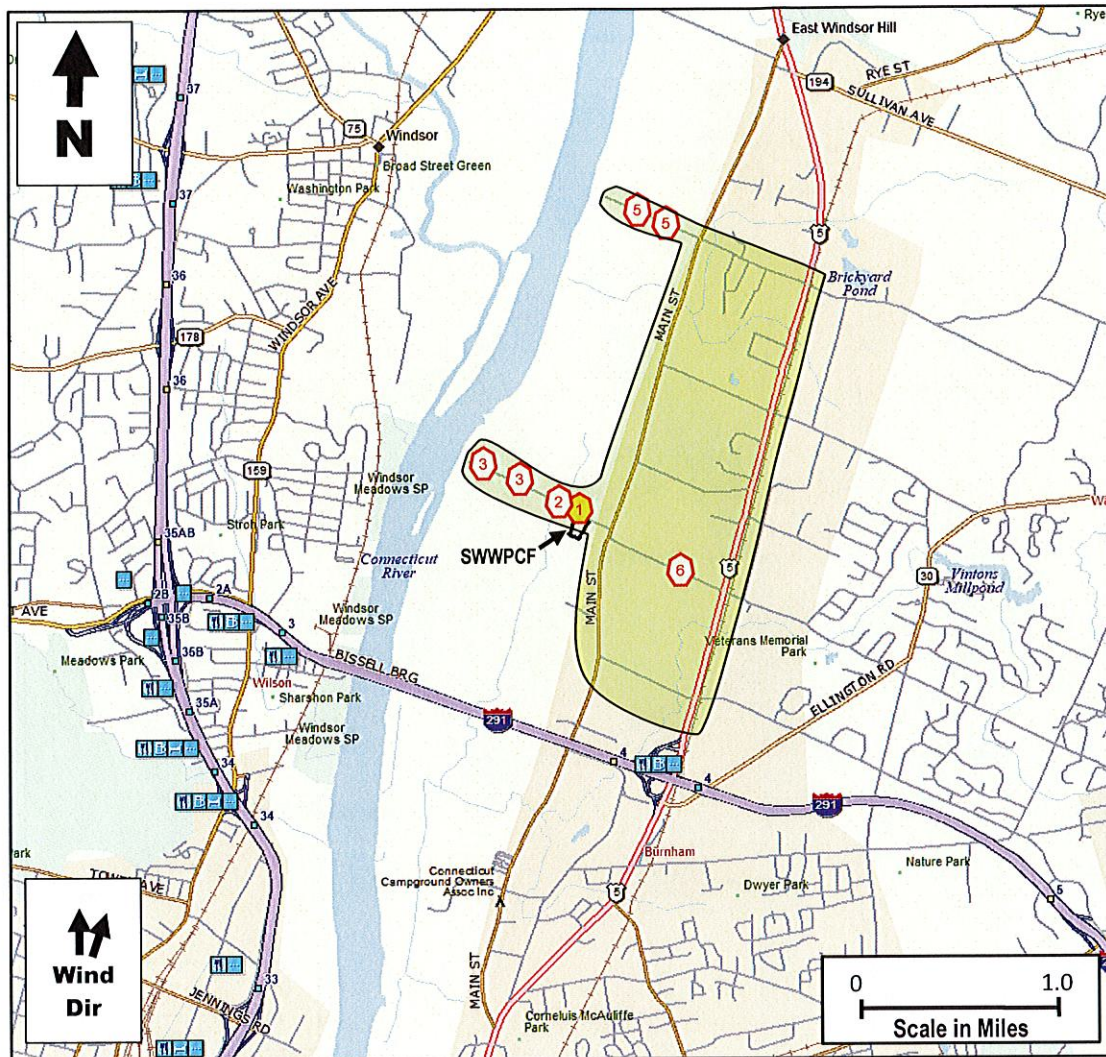 N
East Windsor Hill
Rye
37
194
RYE ST
SULLIVAN AVE
75
Windsor
Broad Street Green
Washington Park
37
5
5
5
Brickyard
Pond
36
WINDSOR AVE
MAIN ST
178
36
159
3
3
2
1
Windsor
Meadows SP
Stroh Park
SWWPCF
35AB
Connecticut
River
6
5
30
Vintons
Millpond
MAIN ST
2B
2A
T AVE
35B
3
Windsor
Meadows SP
Veterans Memorial
Park
Meadows Park
35B
BISSELL BRG
ELLINGTON RD
Wilson
Sharshon Park
35A
Windsor
Meadows SP
291
4
34
4
291
34
Burnham
Nature Park
Park
TOWER AVE
Connecticut
Campground Owners
Assoc Inc
5
Dwyer Park
5
Wind
Dir
33
MAIN ST
JENNINGS RD
Cornelius McAuliffe
Park
0
1.0
Scale in Miles